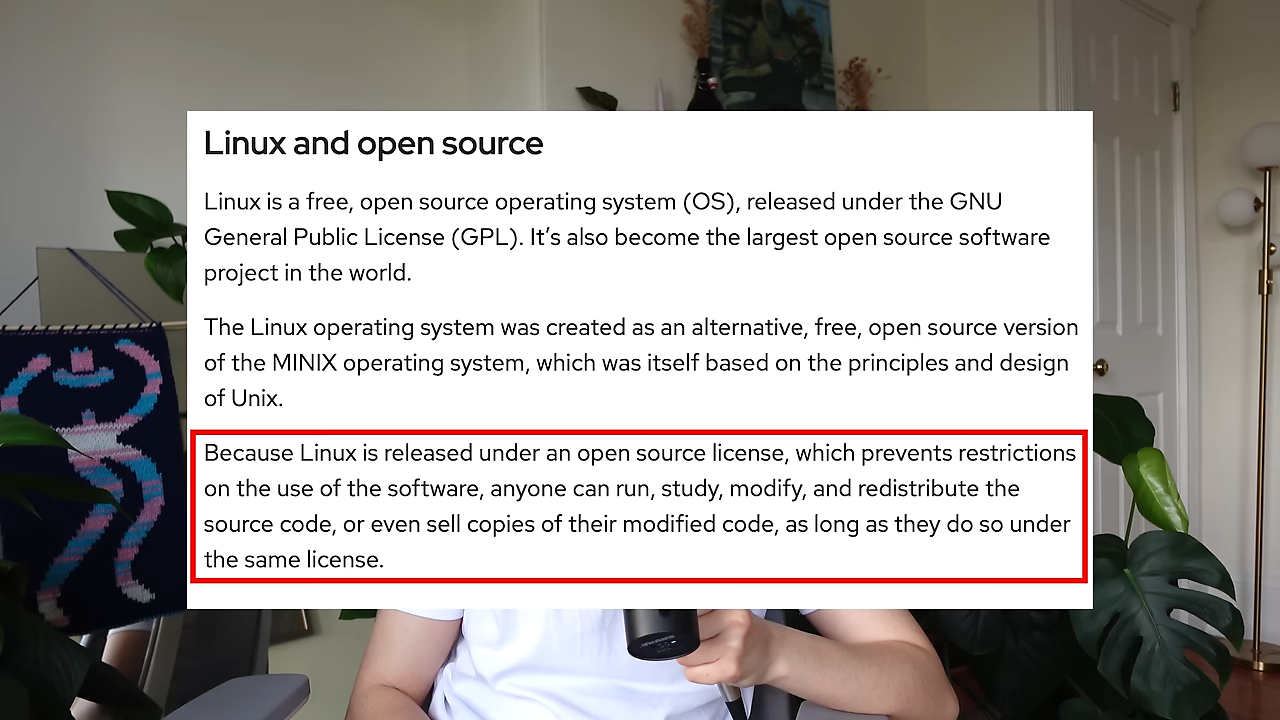 Linux and open source
Linux is a free, open source operating system (OS), released under the GNU
General Public License (GPL). It’s also become the largest open source software
project in the world.
The Linux operating system was created as an alternative, free, open source version
of the MINIX operating system, which was itself based on the principles and design
of Unix.
Because Linux is released under an open source license, which prevents restrictions
on the use of the software, anyone can run, study, modify, and redistribute the
source code, or even sell copies of their modified code, as long as they do so under
the same license.